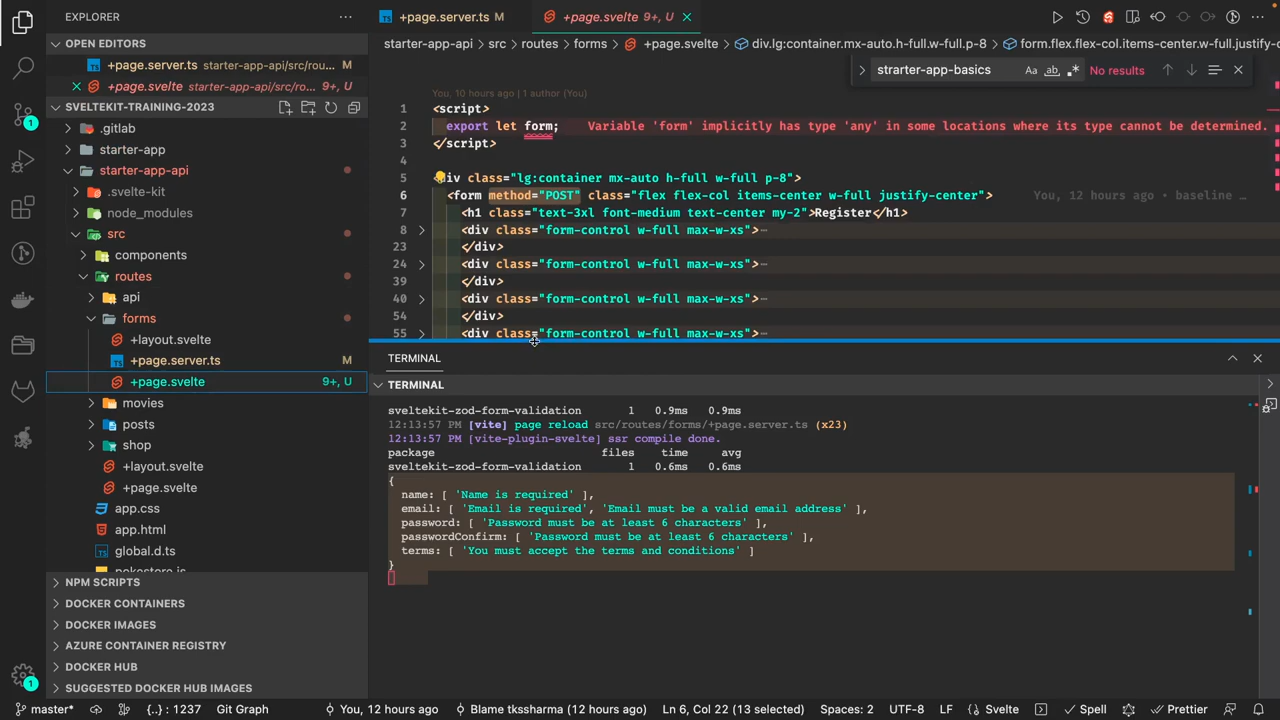 EXPLORER
OPEN EDITORS
+page.server.ts starter-app-api/src/rou... M
+page.svelte starter-app-api/src/ro... 9+, U
SVELTEKIT-TRAINING-2023
.gitlab
starter-app
starter-app-api
.svelte-kit
node_modules
src
components
routes
api
forms
+layout.svelte
+page.server.ts M
+page.svelte 9+, U
movies
posts
shop
+layout.svelte
+page.svelte
app.css
app.html
global.d.ts
pokestore.js
NPM SCRIPTS
DOCKER CONTAINERS
DOCKER IMAGES
AZURE CONTAINER REGISTRY
DOCKER HUB
SUGGESTED DOCKER HUB IMAGES
1
1
+page.server.ts M
+page.svelte 9+, U
starter-app-api > src > routes > forms > +page.svelte > div.lg:container.mx-auto.h-full.w-full.p-8 > form.flex.flex-col.items-center.w-full.justify-c
strarter-app-basics Aa ab .* No results
You, 10 hours ago | 1 author (You)
1 <script>
2 export let form; Variable 'form' implicitly has type 'any' in some locations where its type cannot be determined.
3 </script>
4
5 div class="lg:container mx-auto h-full w-full p-8">
6 <form method="POST" class="flex flex-col items-center w-full justify-center"> You, 12 hours ago • baseline …
7 <h1 class="text-3xl font-medium text-center my-2">Register</h1>
8 <div class="form-control w-full max-w-xs">
23 </div>
24 <div class="form-control w-full max-w-xs">
39 </div>
40 <div class="form-control w-full max-w-xs">
54 </div>
55 <div class="form-control w-full max-w-xs">
TERMINAL
TERMINAL
sveltekit-zod-form-validation 1 0.9ms 0.9ms
12:13:57 PM [vite] page reload src/routes/forms/+page.server.ts (x23)
12:13:57 PM [vite-plugin-svelte] ssr compile done.
package files time avg
sveltekit-zod-form-validation 1 0.6ms 0.6ms
{
name: [ 'Name is required' ],
email: [ 'Email is required', 'Email must be a valid email address' ],
password: [ 'Password must be at least 6 characters' ],
passwordConfirm: [ 'Password must be at least 6 characters' ],
terms: [ 'You must accept the terms and conditions' ]
}
master* {..} : 1237 Git Graph You, 12 hours ago Blame tkssharma (12 hours ago) Ln 6, Col 22 (13 selected) Spaces: 2 UTF-8 LF {} Svelte Spell Prettier